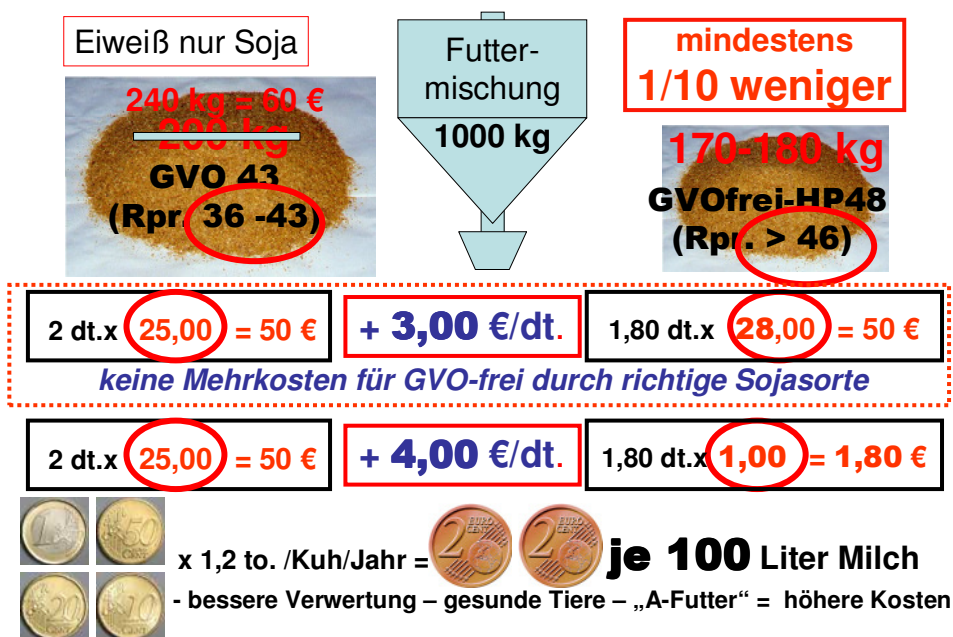 Eiweiß nur Soja
Futter-
mischung
1000 kg
mindestens
1/10 weniger
240 kg = 60 €
200 kg
GVO 43
(Rpr. 36 -43)
170-180 kg
GVOfrei-HP48
(Rpr. > 46)
2 dt.x 25,00 = 50 €
+ 3,00 €/dt.
1,80 dt.x 28,00 = 50 €
keine Mehrkosten für GVO-frei durch richtige Sojasorte
2 dt.x 25,00 = 50 €
+ 4,00 €/dt.
1,80 dt.x 1,00 = 1,80 €
x 1,2 to. /Kuh/Jahr = je 100 Liter Milch
- bessere Verwertung – gesunde Tiere – „A-Futter“ = höhere Kosten